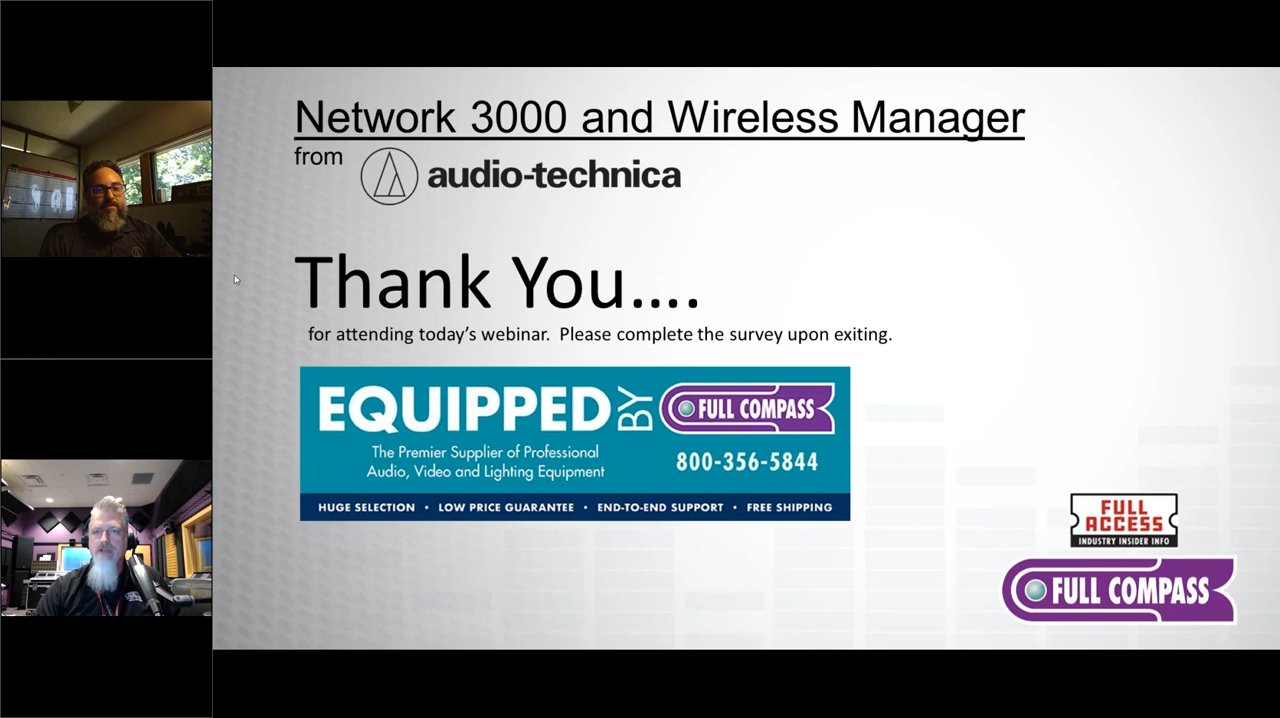 Network 3000 and Wireless Manager
from audio-technica
Thank You....
for attending today's webinar.  Please complete the survey upon exiting.
EQUIPPED BY FULL COMPASS
The Premier Supplier of Professional
Audio, Video and Lighting Equipment
800-356-5844
HUGE SELECTION • LOW PRICE GUARANTEE • END-TO-END SUPPORT • FREE SHIPPING
FULL
ACCESS
INDUSTRY INSIDER INFO
FULL COMPASS